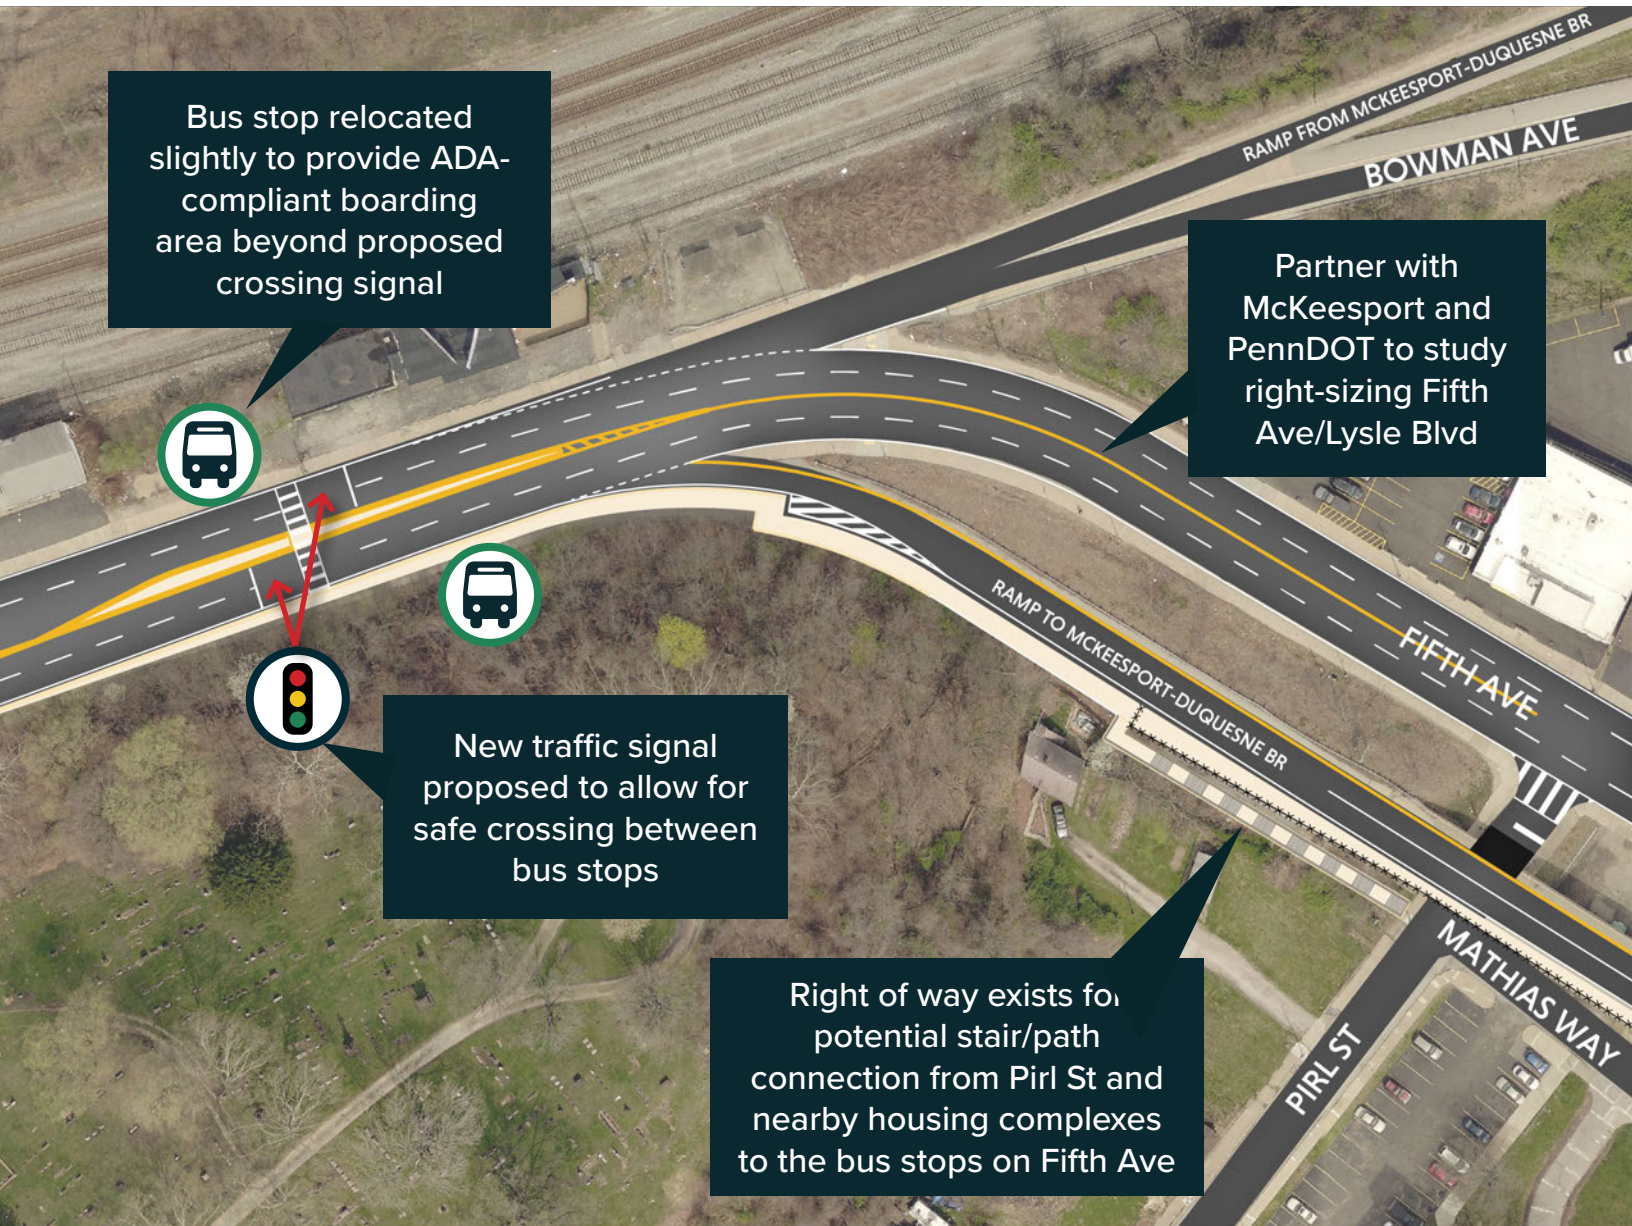 RAMP FROM MCKEESPORT-DUQUESNE BR
BOWMAN AVE
Bus stop relocated
slightly to provide ADA-
compliant boarding
area beyond proposed
crossing signal
Partner with
McKeesport and
PennDOT to study
right-sizing Fifth
Ave/Lysle Blvd
RAMP TO MCKEESPORT-DUQUESNE BR
FIFTH AVE
New traffic signal
proposed to allow for
safe crossing between
bus stops
MATHIAS WAY
PIRL ST
Right of way exists for
potential stair/path
connection from Pirl St and
nearby housing complexes
to the bus stops on Fifth Ave